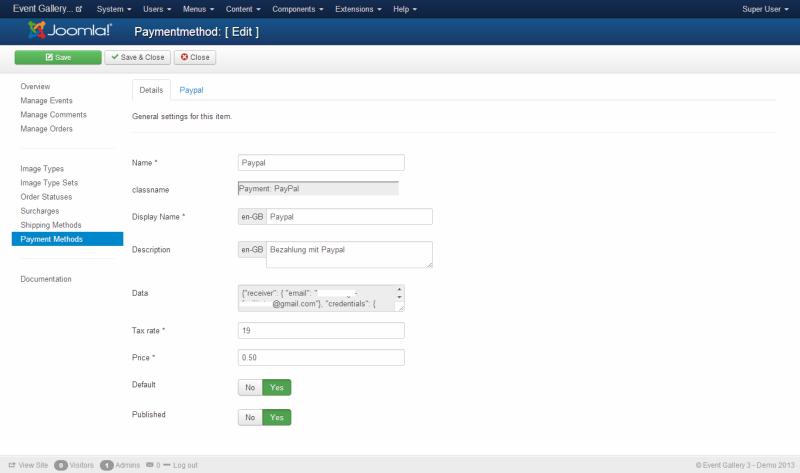 Event Gallery... System Users Menus Content Components Extensions Help Super User
Joomla!® Paymentmethod: [ Edit ]
Save Save & Close Close
Overview
Manage Events
Manage Comments
Manage Orders
Image Types
Image Type Sets
Order Statuses
Surcharges
Shipping Methods
Payment Methods
Documentation
Details Paypal
General settings for this item.
Name * Paypal
classname Payment: PayPal
Display Name * en-GB Paypal
Description en-GB Bezahlung mit Paypal
Data {"receiver": { "email": "
@gmail.com"}, "credentials": {
Tax rate * 19
Price * 0.50
Default No Yes
Published No Yes
View Site 0 Visitors 1 Admins 0 Log out © Event Gallery 3 - Demo 2013